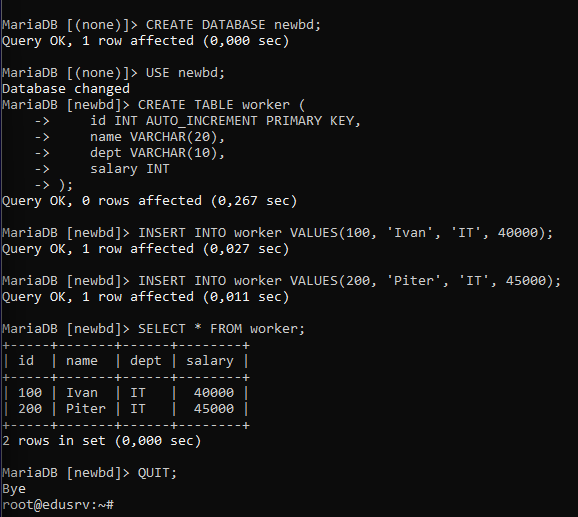 MariaDB [(none)]> CREATE DATABASE newbd;
Query OK, 1 row affected (0,000 sec)
MariaDB [(none)]> USE newbd;
Database changed
MariaDB [newbd]> CREATE TABLE worker (
    ->     id INT AUTO_INCREMENT PRIMARY KEY,
    ->     name VARCHAR(20),
    ->     dept VARCHAR(10),
    ->     salary INT
    -> );
Query OK, 0 rows affected (0,267 sec)
MariaDB [newbd]> INSERT INTO worker VALUES(100, 'Ivan', 'IT', 40000);
Query OK, 1 row affected (0,027 sec)
MariaDB [newbd]> INSERT INTO worker VALUES(200, 'Piter', 'IT', 45000);
Query OK, 1 row affected (0,011 sec)
MariaDB [newbd]> SELECT * FROM worker;
+-----+-------+------+--------+
| id  | name  | dept | salary |
+-----+-------+------+--------+
| 100 | Ivan  | IT   |  40000 |
| 200 | Piter | IT   |  45000 |
+-----+-------+------+--------+
2 rows in set (0,000 sec)
MariaDB [newbd]> QUIT;
Bye
root@edusrv:~#